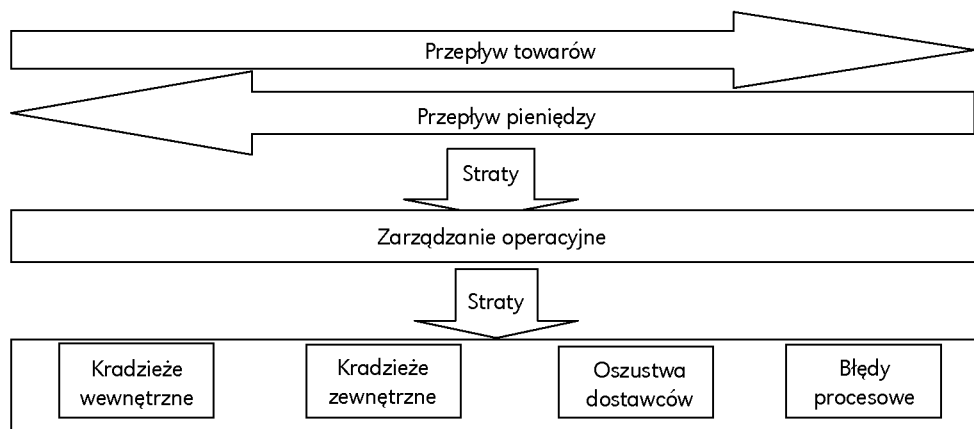 Przepływ towarów
Przepływ pieniędzy
Straty
Zarządzanie operacyjne
Straty
Kradzieże
wewnętrzne
Kradzieże
zewnętrzne
Oszustwa
dostawców
Błędy
procesowe